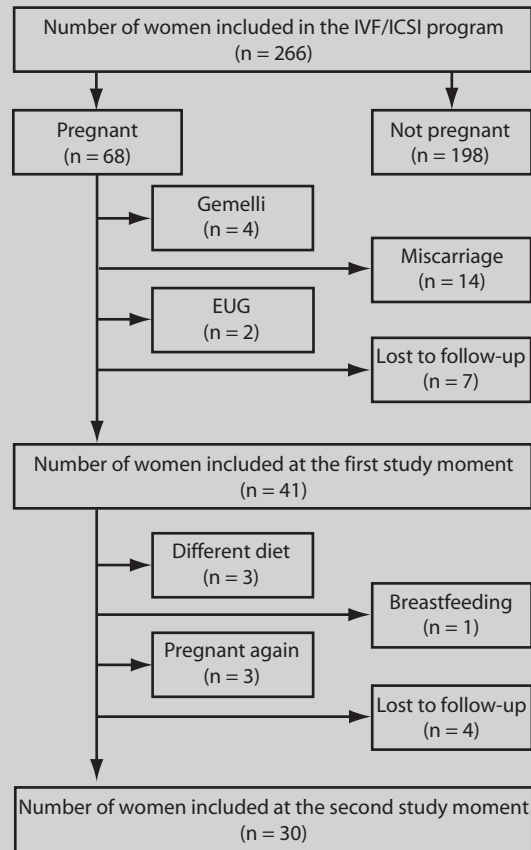 Number of women included in the IVF/ICSI program
(n = 266)
Pregnant
(n = 68)
Not pregnant
(n = 198)
Gemelli
(n = 4)
Miscarriage
(n = 14)
EUG
(n = 2)
Lost to follow-up
(n = 7)
Number of women included at the first study moment
(n = 41)
Different diet
(n = 3)
Breastfeeding
(n = 1)
Pregnant again
(n = 3)
Lost to follow-up
(n = 4)
Number of women included at the second study moment
(n = 30)